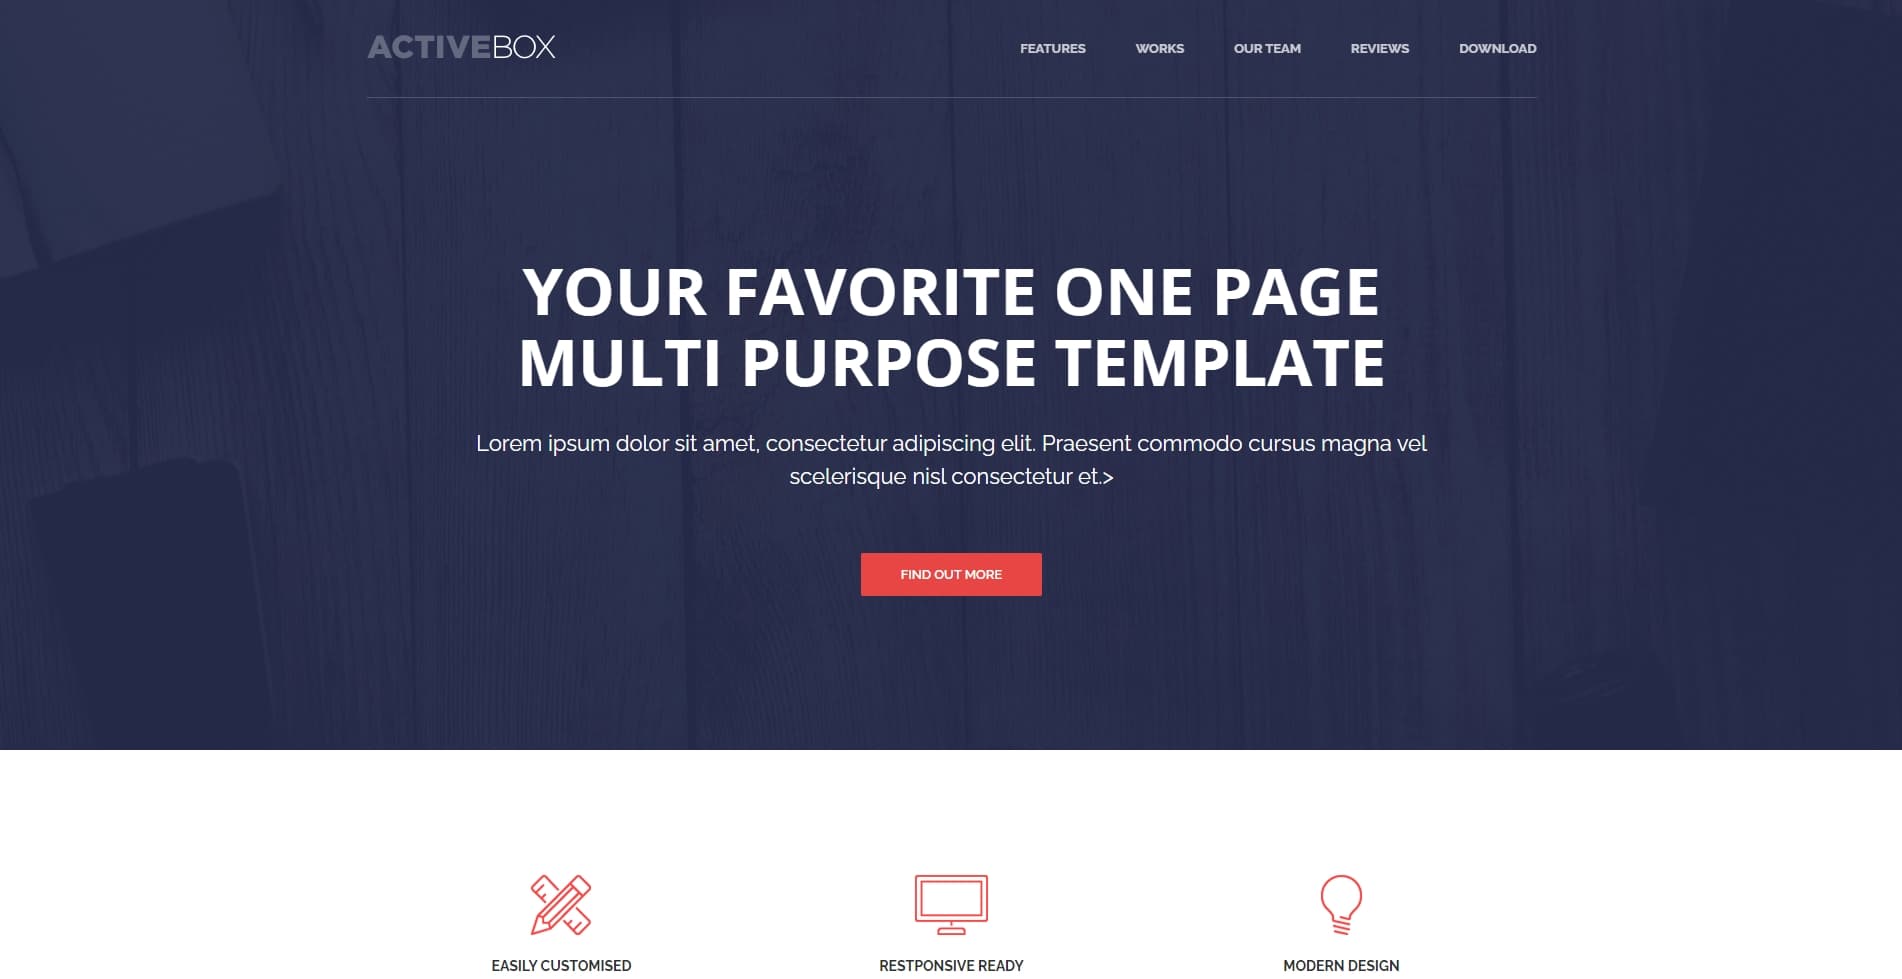 ACTIVEBOX
FEATURES WORKS OUR TEAM REVIEWS DOWNLOAD
YOUR FAVORITE ONE PAGE
MULTI PURPOSE TEMPLATE
Lorem ipsum dolor sit amet, consectetur adipiscing elit. Praesent commodo cursus magna vel
scelerisque nisl consectetur et.>
FIND OUT MORE
EASILY CUSTOMISED
RESTPONSIVE READY
MODERN DESIGN